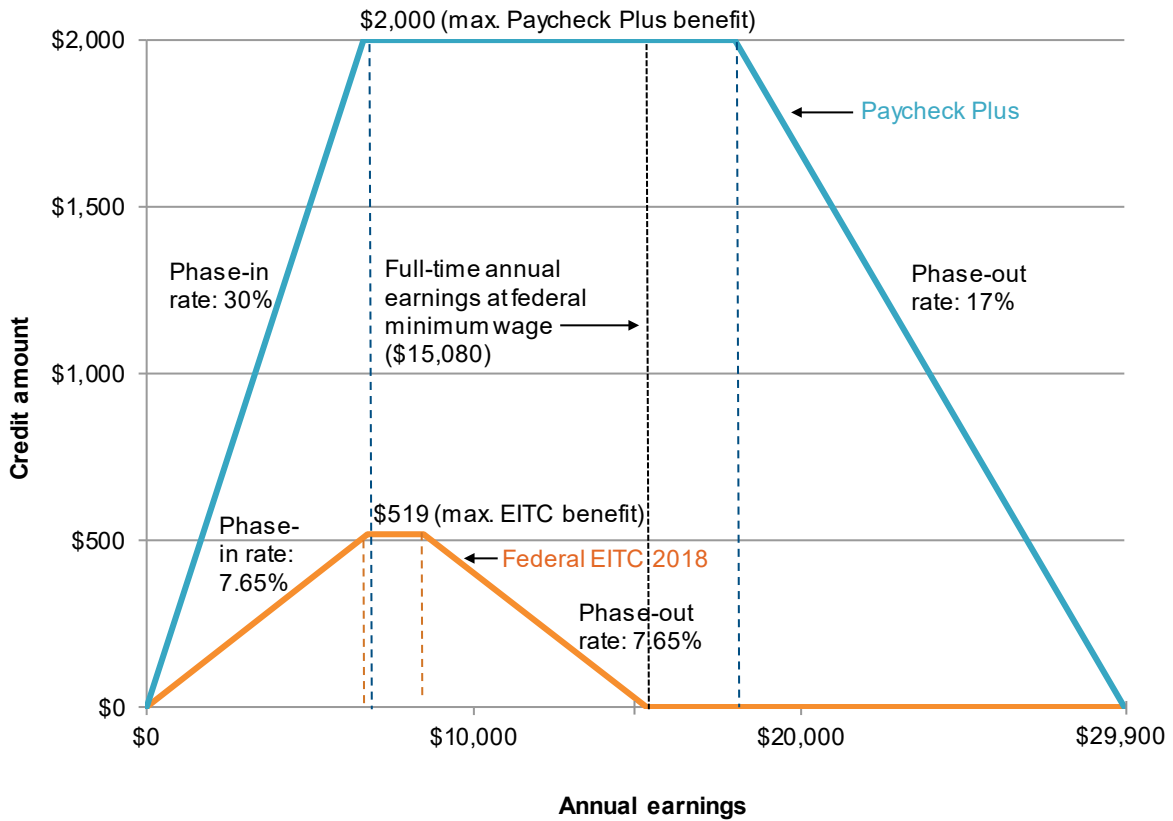 $2,000 (max. Paycheck Plus benefit)
$2,000
Paycheck Plus
$1,500
Phase-in
rate: 30%
Full-time annual
earnings at federal
minimum wage
($15,080)
Phase-out
rate: 17%
$1,000
Credit amount
$519 (max. EITC benefit)
Phase-
in rate:
7.65%
$500
Federal EITC 2018
Phase-out
rate: 7.65%
$0
$0
$10,000
$20,000
$29,900
Annual earnings